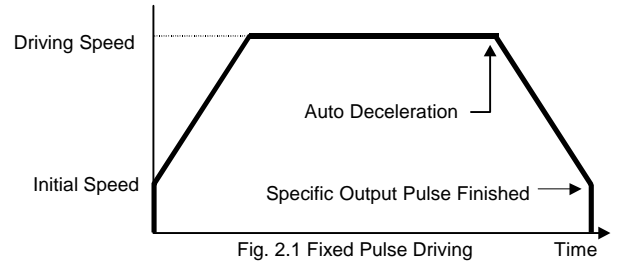 Driving Speed
Auto Deceleration
Initial Speed
Specific Output Pulse Finished
Fig. 2.1 Fixed Pulse Driving
Time